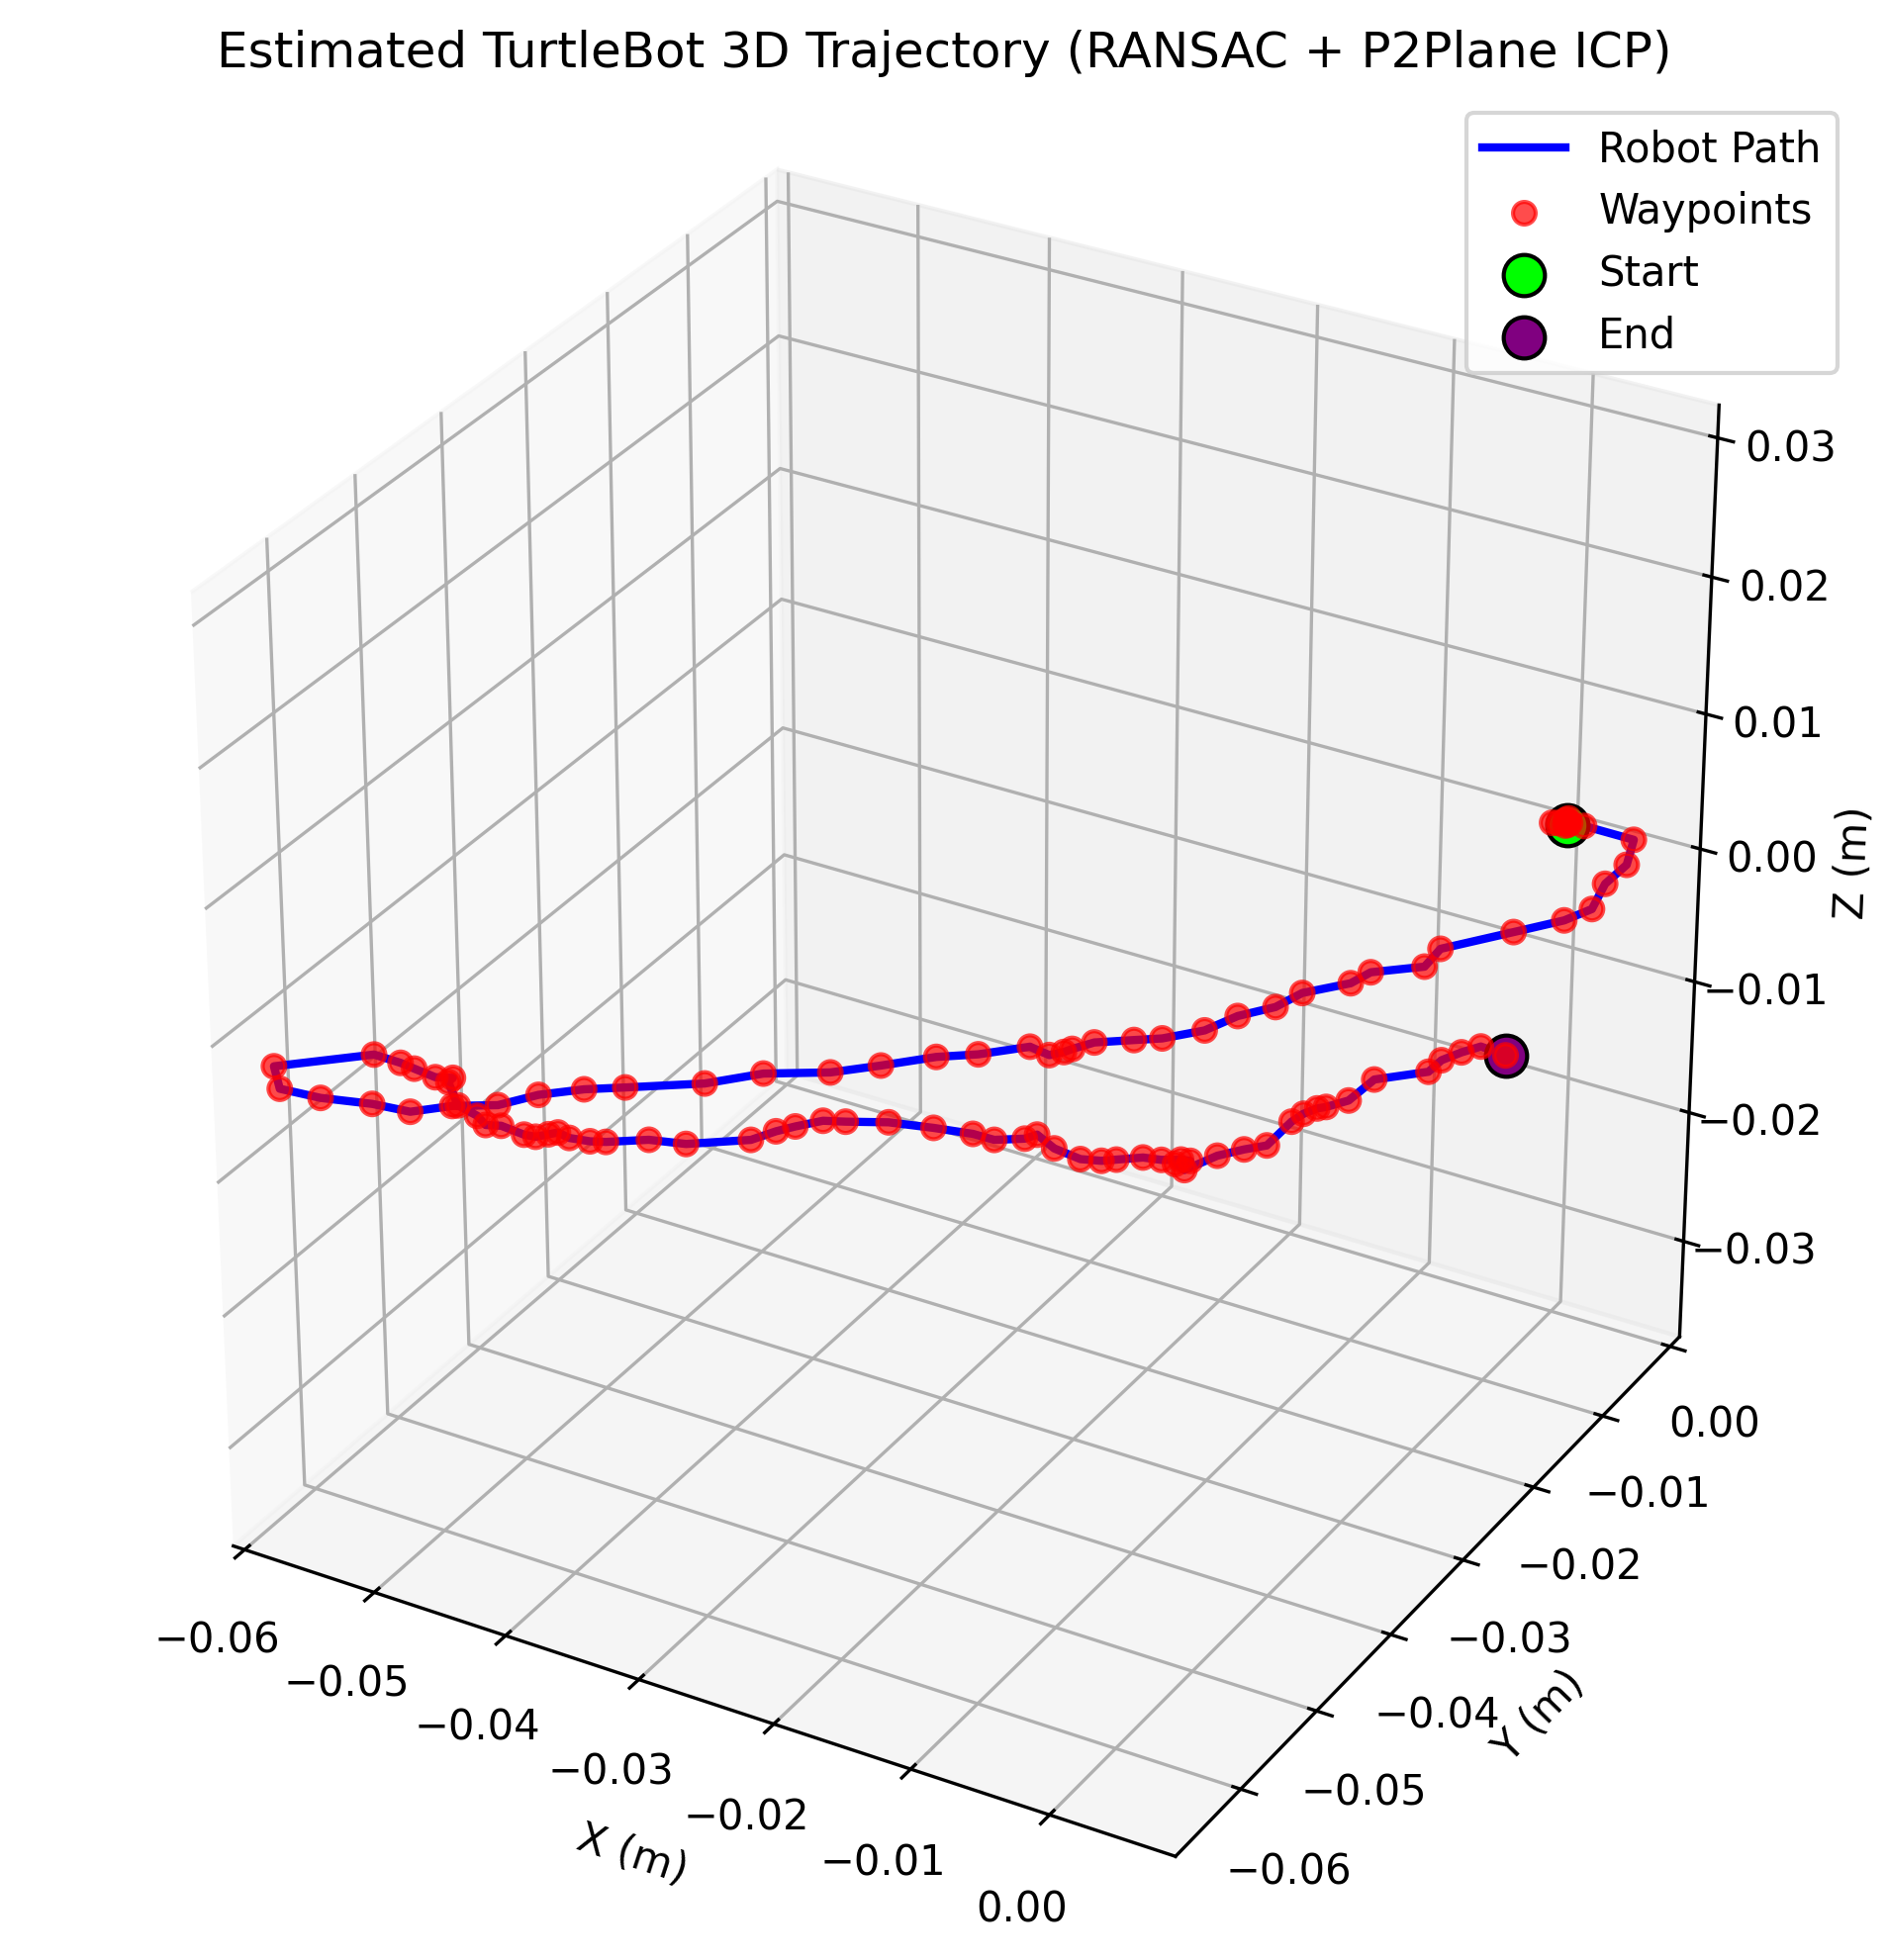 Estimated TurtleBot 3D Trajectory (RANSAC + P2Plane ICP)
Robot Path
Waypoints
Start
End
0.03
0.02
0.01
0.00
−0.01
−0.02
−0.03
Z (m)
0.00
−0.01
−0.02
−0.03
−0.04
−0.05
−0.06
Y (m)
−0.06
−0.05
−0.04
−0.03
−0.02
−0.01
0.00
X (m)